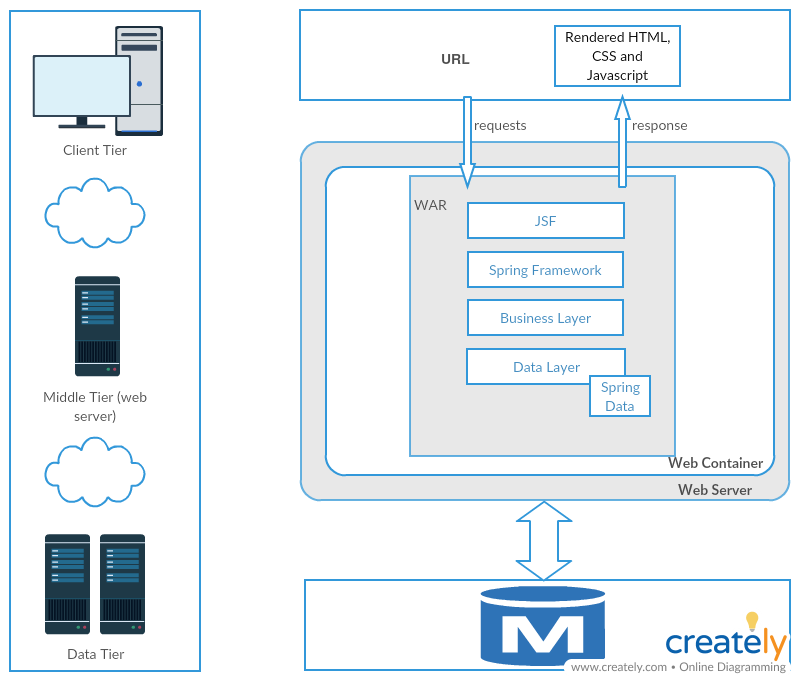 Client Tier
Middle Tier (web
server)
Data Tier
URL
Rendered HTML,
CSS and
Javascript
requests
response
WAR
JSF
Spring Framework
Business Layer
Data Layer
Spring
Data
Web Container
Web Server
M
creately
www.creately.com • Online Diagramming